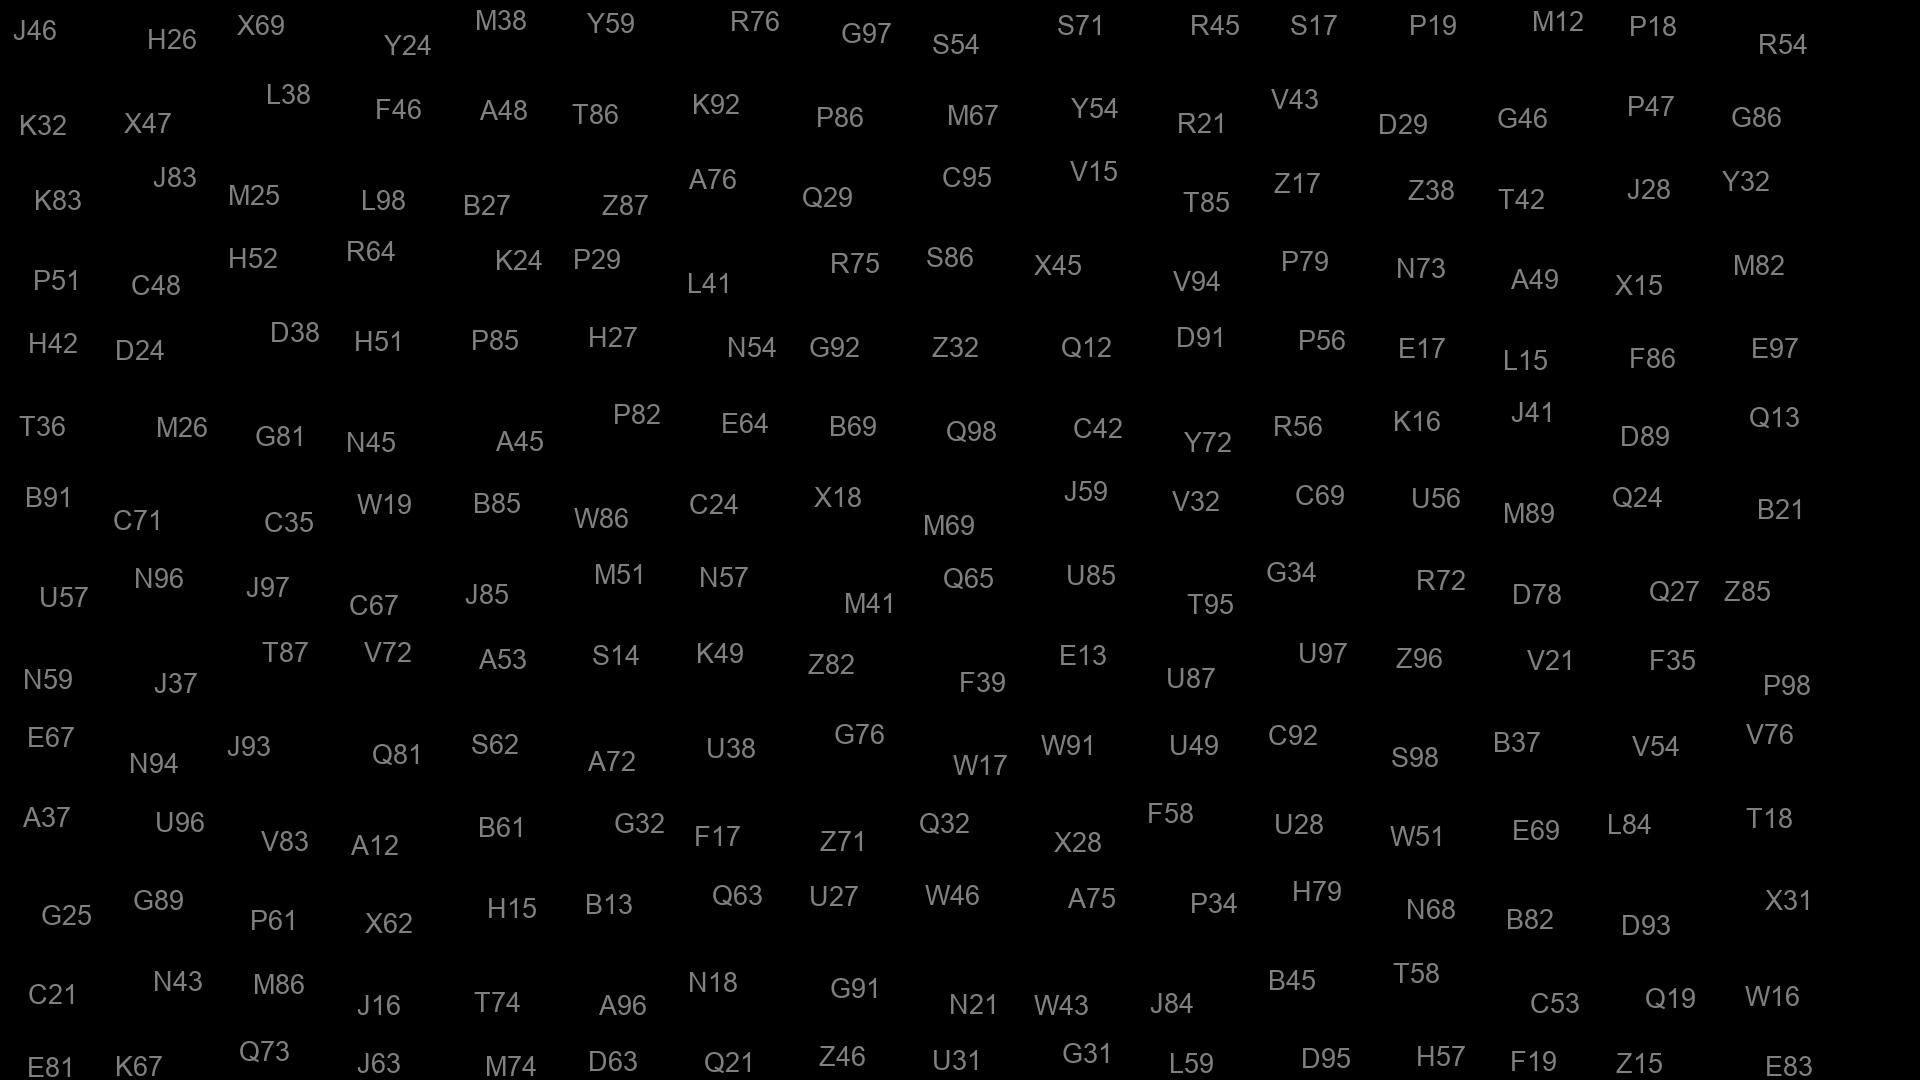 J46 H26 X69 Y24 M38 Y59 R76 G97 S54 S71 R45 S17 P19 M12 P18 R54
K32 X47 L38 F46 A48 T86 K92 P86 M67 Y54 R21 V43 D29 G46 P47 G86
K83 J83 M25 L98 B27 Z87 A76 Q29 C95 V15 T85 Z17 Z38 T42 J28 Y32
P51 C48 H52 R64 K24 P29 L41 R75 S86 X45 V94 P79 N73 A49 X15 M82
H42 D24 D38 H51 P85 H27 N54 G92 Z32 Q12 D91 P56 E17 L15 F86 E97
T36 M26 G81 N45 A45 P82 E64 B69 Q98 C42 Y72 R56 K16 J41 D89 Q13
B91 C71 C35 W19 B85 W86 C24 X18 M69 J59 V32 C69 U56 M89 Q24 B21
U57 N96 J97 C67 J85 M51 N57 M41 Q65 U85 T95 G34 R72 D78 Q27 Z85
N59 J37 T87 V72 A53 S14 K49 Z82 F39 E13 U87 U97 Z96 V21 F35 P98
E67 N94 J93 Q81 S62 A72 U38 G76 W17 W91 U49 C92 S98 B37 V54 V76
A37 U96 V83 A12 B61 G32 F17 Z71 Q32 X28 F58 U28 W51 E69 L84 T18
G25 G89 P61 X62 H15 B13 Q63 U27 W46 A75 P34 H79 N68 B82 D93 X31
C21 N43 M86 J16 T74 A96 N18 G91 N21 W43 J84 B45 T58 C53 Q19 W16
E81 K67 Q73 J63 M74 D63 Q21 Z46 U31 G31 L59 D95 H57 F19 Z15 E83